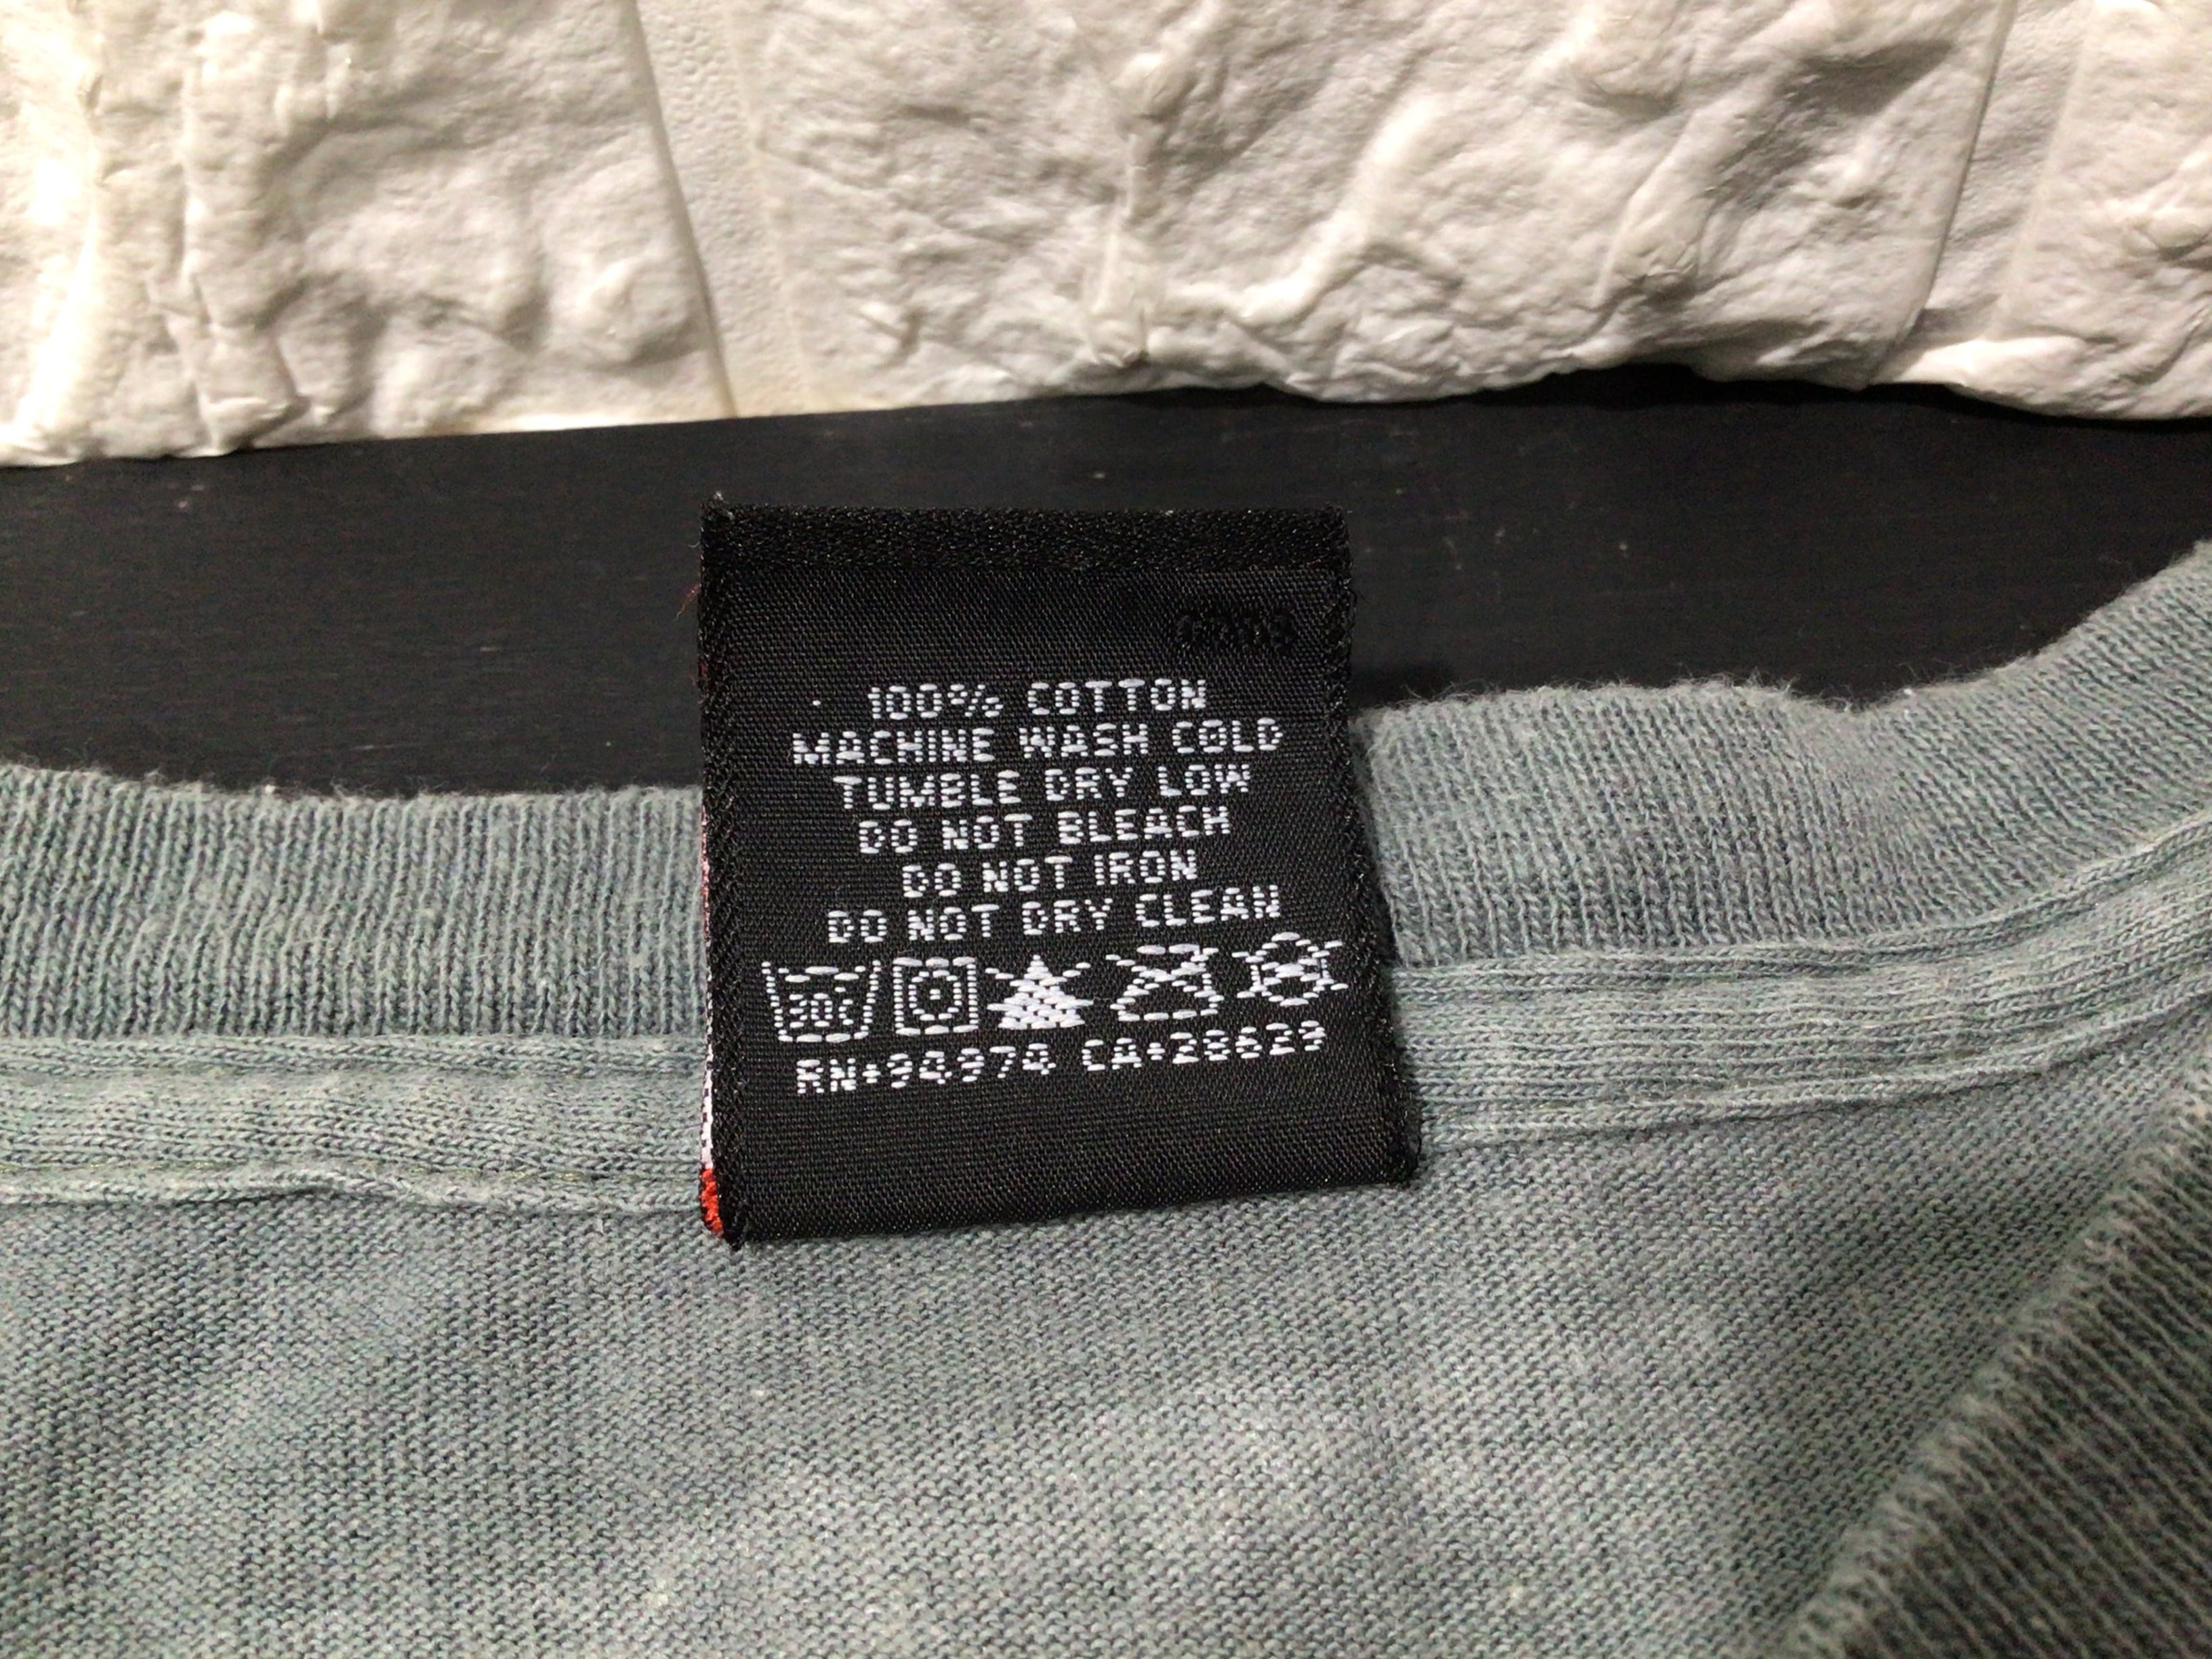 100% COTTON
MACHINE WASH COLD
TUMBLE DRY LOW
DO NOT BLEACH
DO NOT IRON
DO NOT DRY CLEAN
30c
RN•94974 CA•28629